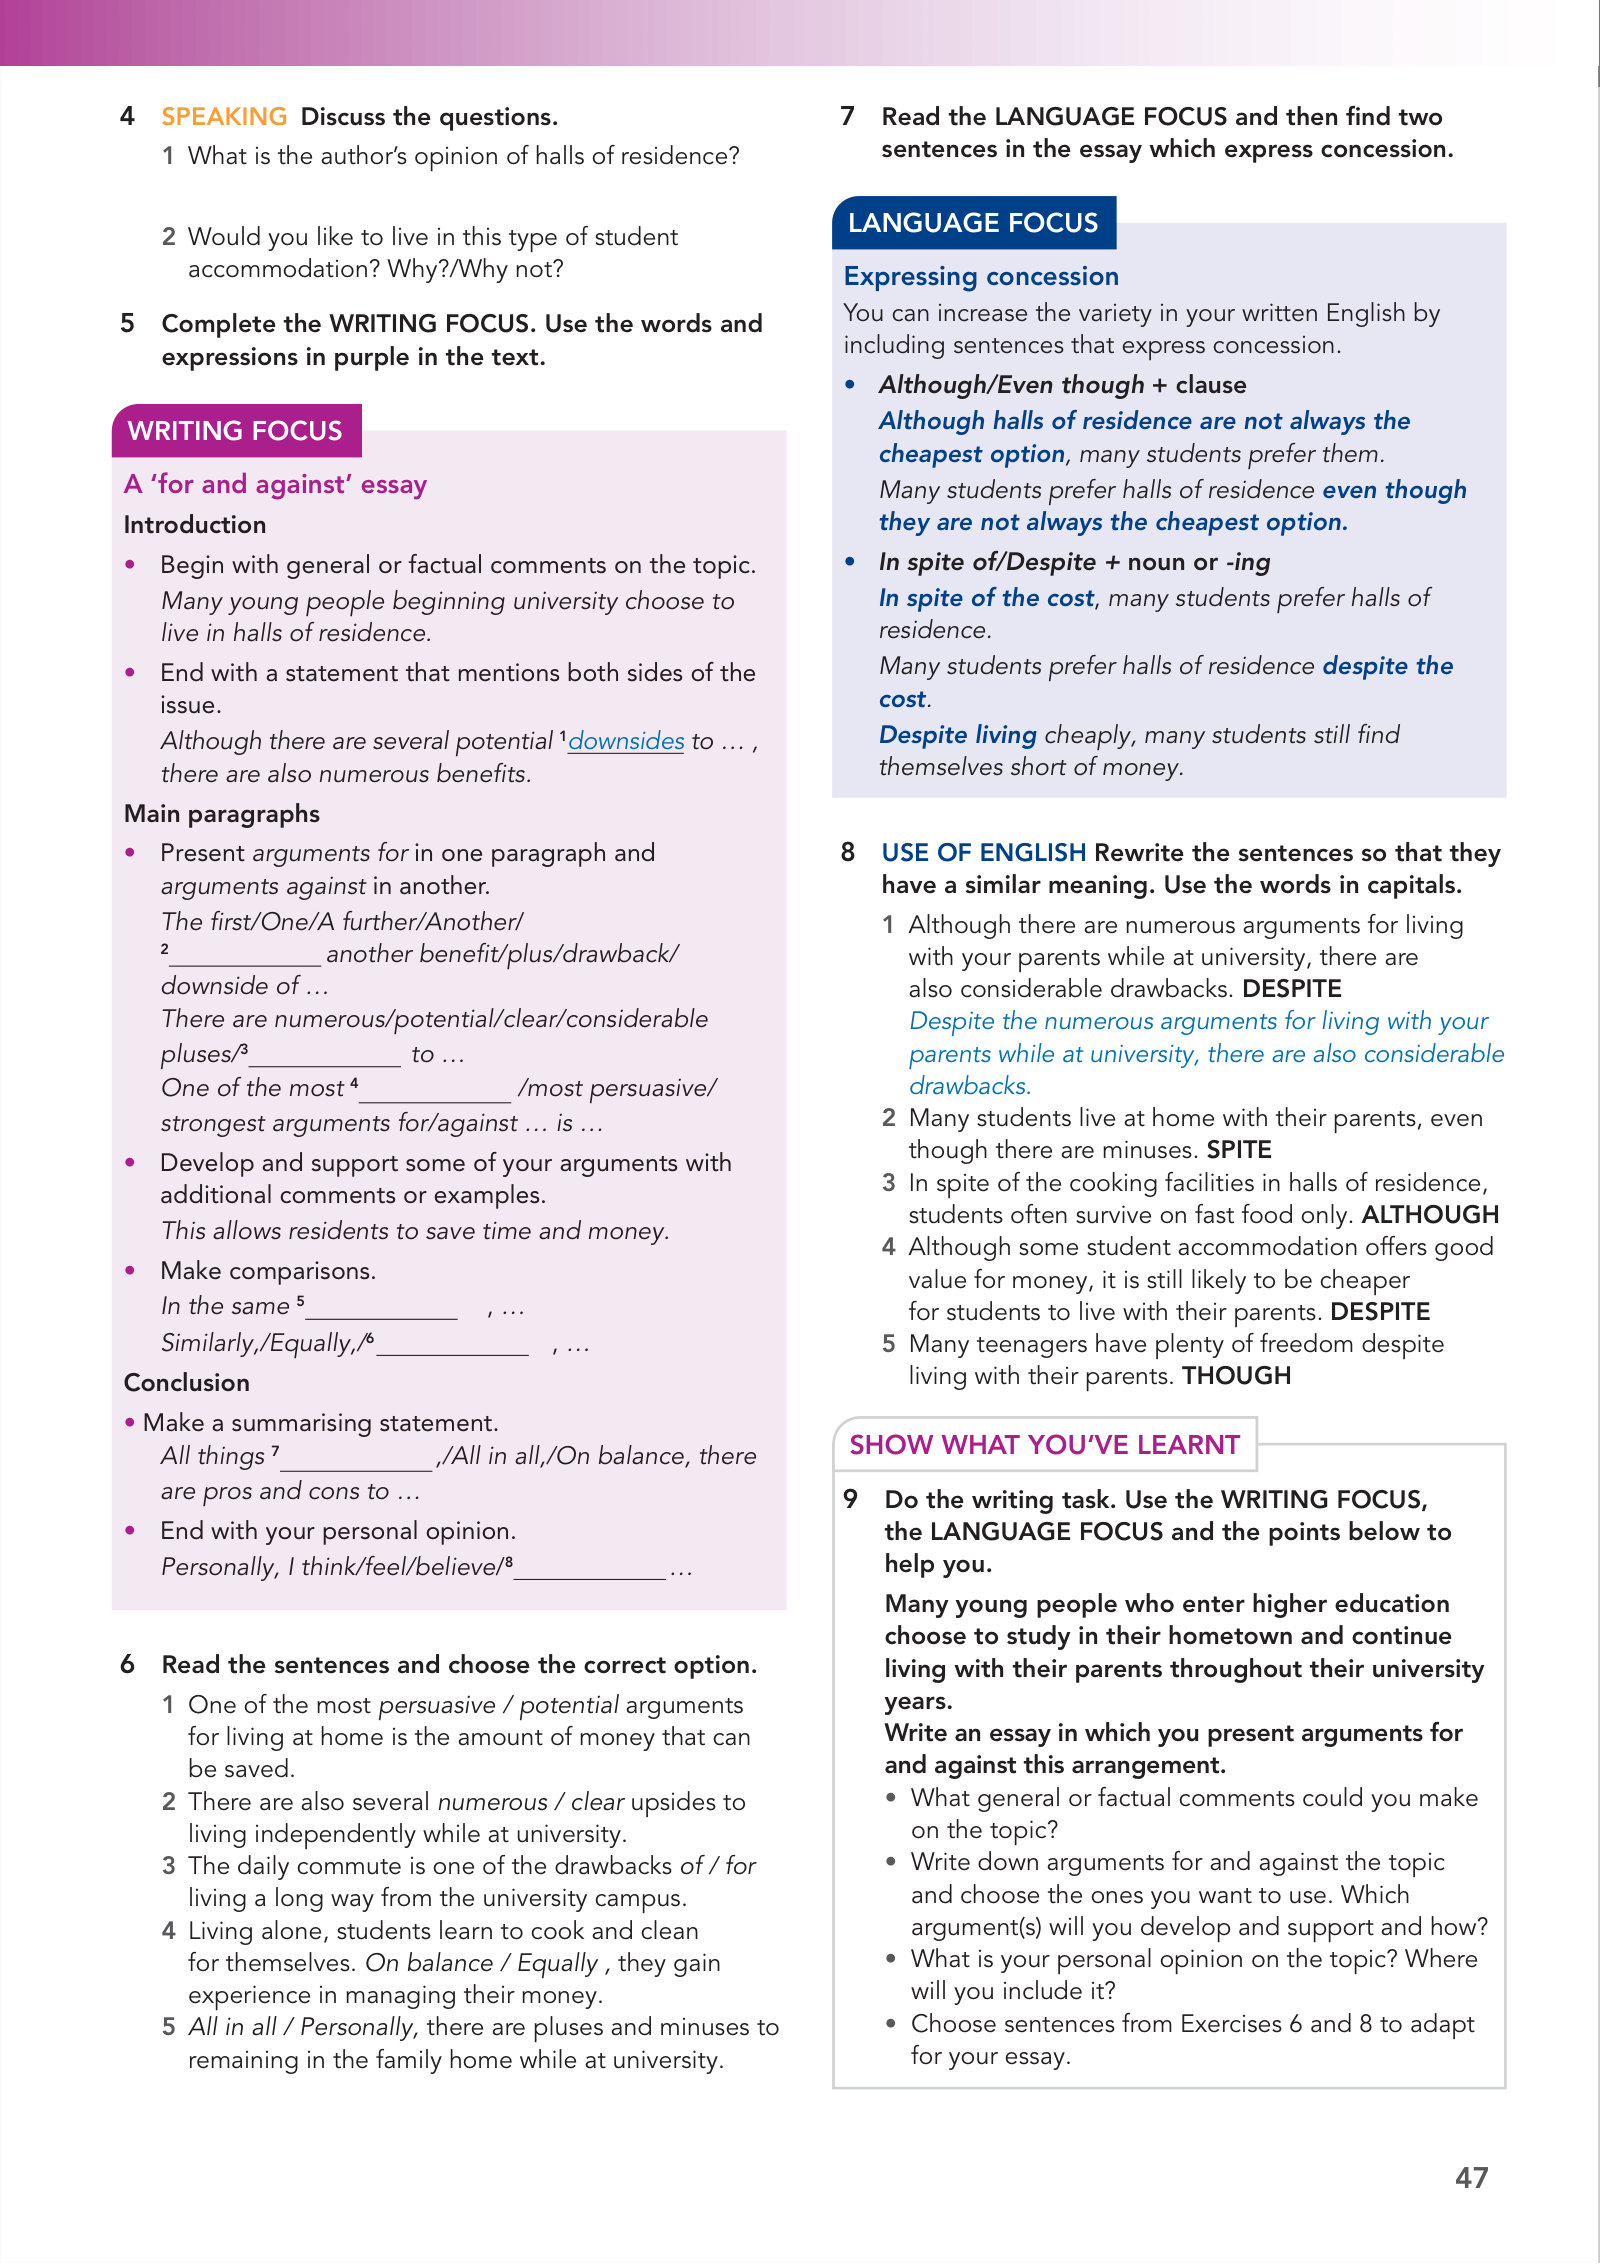 4 SPEAKING Discuss the questions.
1 What is the author's opinion of halls of residence?
2 Would you like to live in this type of student
accommodation? Why?/Why not?
5 Complete the WRITING FOCUS. Use the words and
expressions in purple in the text.
WRITING FOCUS
A 'for and against' essay
Introduction
• Begin with general or factual comments on the topic.
Many young people beginning university choose to
live in halls of residence.
• End with a statement that mentions both sides of the
issue.
Although there are several potential ¹downsides to … ,
there are also numerous benefits.
Main paragraphs
• Present arguments for in one paragraph and
arguments against in another.
The first/One/A further/Another/
²____________ another benefit/plus/drawback/
downside of …
There are numerous/potential/clear/considerable
pluses/³____________ to …
One of the most ⁴____________ /most persuasive/
strongest arguments for/against … is …
• Develop and support some of your arguments with
additional comments or examples.
This allows residents to save time and money.
• Make comparisons.
In the same ⁵____________ , …
Similarly,/Equally,/⁶____________ , …
Conclusion
• Make a summarising statement.
All things ⁷____________,/All in all,/On balance, there
are pros and cons to …
• End with your personal opinion.
Personally, I think/feel/believe/⁸____________…
6 Read the sentences and choose the correct option.
1 One of the most persuasive / potential arguments
for living at home is the amount of money that can
be saved.
2 There are also several numerous / clear upsides to
living independently while at university.
3 The daily commute is one of the drawbacks of / for
living a long way from the university campus.
4 Living alone, students learn to cook and clean
for themselves. On balance / Equally , they gain
experience in managing their money.
5 All in all / Personally, there are pluses and minuses to
remaining in the family home while at university.
7 Read the LANGUAGE FOCUS and then find two
sentences in the essay which express concession.
LANGUAGE FOCUS
Expressing concession
You can increase the variety in your written English by
including sentences that express concession.
• Although/Even though + clause
Although halls of residence are not always the
cheapest option, many students prefer them.
Many students prefer halls of residence even though
they are not always the cheapest option.
• In spite of/Despite + noun or -ing
In spite of the cost, many students prefer halls of
residence.
Many students prefer halls of residence despite the
cost.
Despite living cheaply, many students still find
themselves short of money.
8 USE OF ENGLISH Rewrite the sentences so that they
have a similar meaning. Use the words in capitals.
1 Although there are numerous arguments for living
with your parents while at university, there are
also considerable drawbacks. DESPITE
Despite the numerous arguments for living with your
parents while at university, there are also considerable
drawbacks.
2 Many students live at home with their parents, even
though there are minuses. SPITE
3 In spite of the cooking facilities in halls of residence,
students often survive on fast food only. ALTHOUGH
4 Although some student accommodation offers good
value for money, it is still likely to be cheaper
for students to live with their parents. DESPITE
5 Many teenagers have plenty of freedom despite
living with their parents. THOUGH
SHOW WHAT YOU'VE LEARNT
9 Do the writing task. Use the WRITING FOCUS,
the LANGUAGE FOCUS and the points below to
help you.
Many young people who enter higher education
choose to study in their hometown and continue
living with their parents throughout their university
years.
Write an essay in which you present arguments for
and against this arrangement.
• What general or factual comments could you make
on the topic?
• Write down arguments for and against the topic
and choose the ones you want to use. Which
argument(s) will you develop and support and how?
• What is your personal opinion on the topic? Where
will you include it?
• Choose sentences from Exercises 6 and 8 to adapt
for your essay.
47